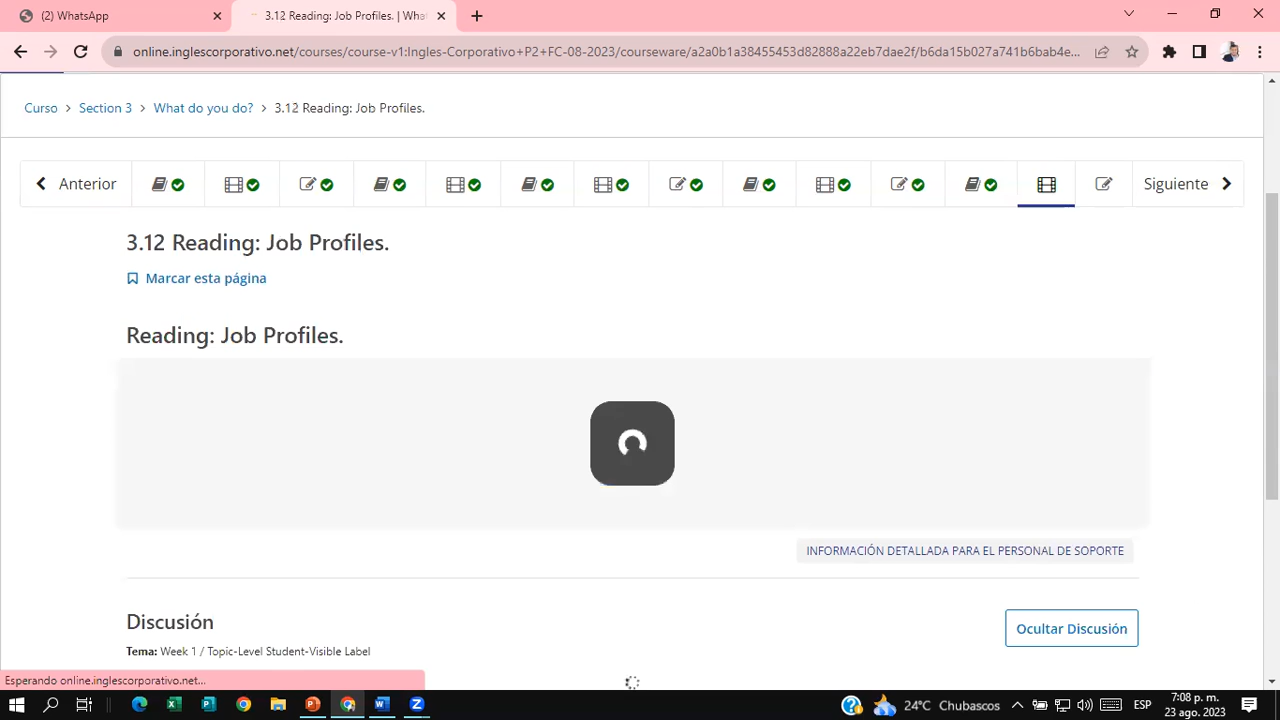 (2) WhatsApp
3.12 Reading: Job Profiles. | Wha
online.inglescorporativo.net/courses/course-v1:Ingles-Corporativo+P2+FC-08-2023/courseware/a2a0b1a38455453d82888a22eb7dae2f/b6da15b027a741b6bab4e...
Curso > Section 3 > What do you do? > 3.12 Reading: Job Profiles.
Anterior
Siguiente
3.12 Reading: Job Profiles.
Marcar esta página
Reading: Job Profiles.
INFORMACIÓN DETALLADA PARA EL PERSONAL DE SOPORTE
Discusión
Ocultar Discusión
Tema: Week 1 / Topic-Level Student-Visible Label
Esperando online.inglescorporativo.net...
24°C Chubascos
ESP
7:08 p. m.
23 ago. 2023